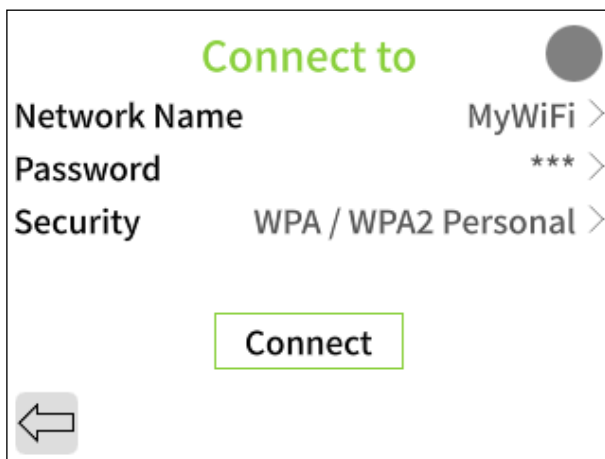 Connect to
Network Name MyWiFi >
Password *** >
Security WPA / WPA2 Personal >
Connect